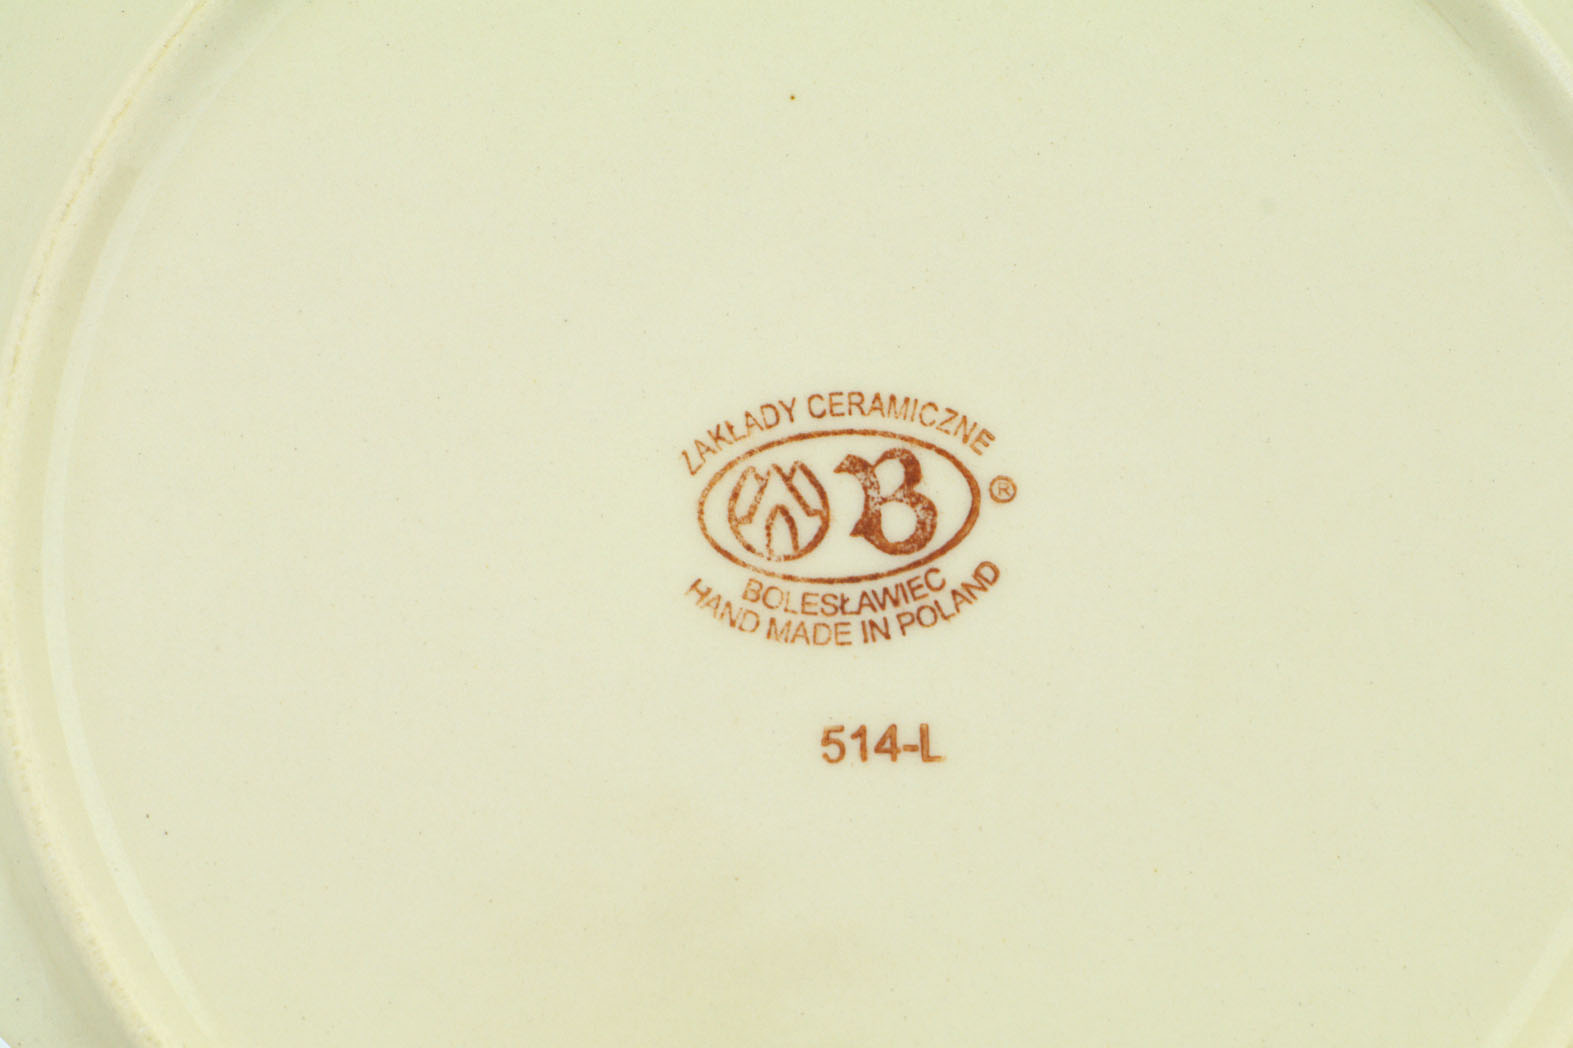 ZAKŁADY CERAMICZNE
B ®
BOLESŁAWIEC
HAND MADE IN POLAND
514-L